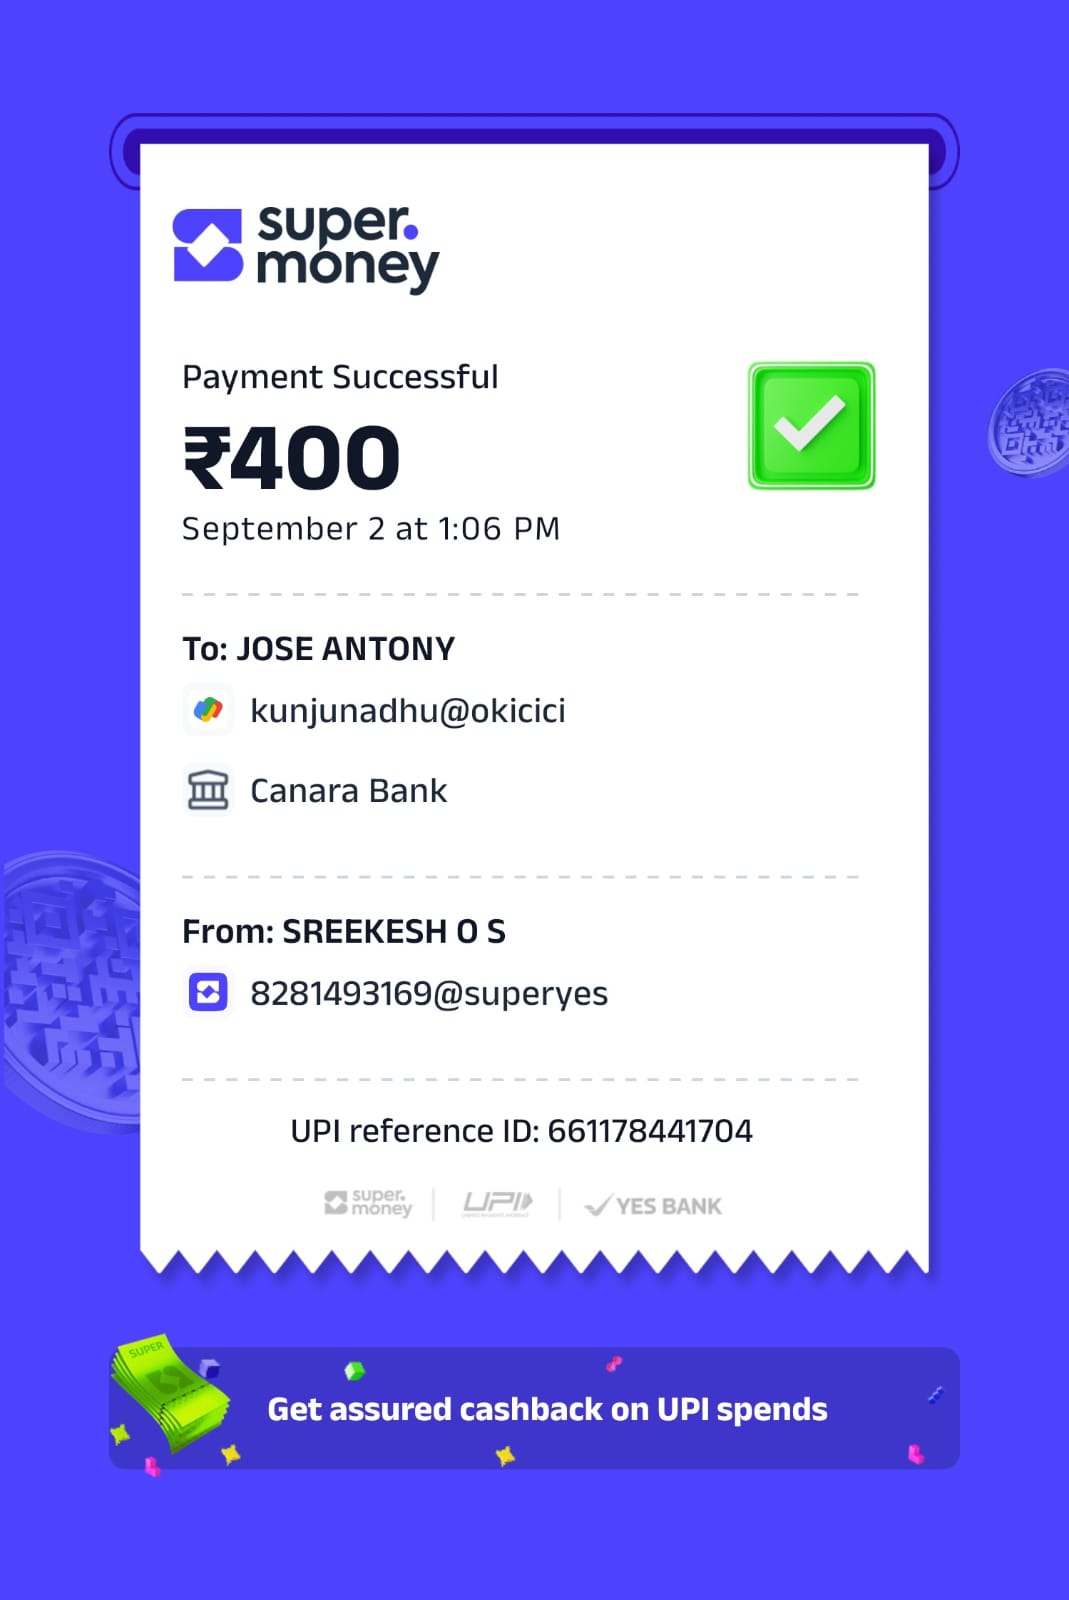 super.
money
Payment Successful
₹400
September 2 at 1:06 PM
To: JOSE ANTONY
kunjunadhu@okicici
Canara Bank
From: SREEKESH O S
8281493169@superyes
UPI reference ID: 661178441704
super.
money
UPI
YES BANK
SUPER
Get assured cashback on UPI spends